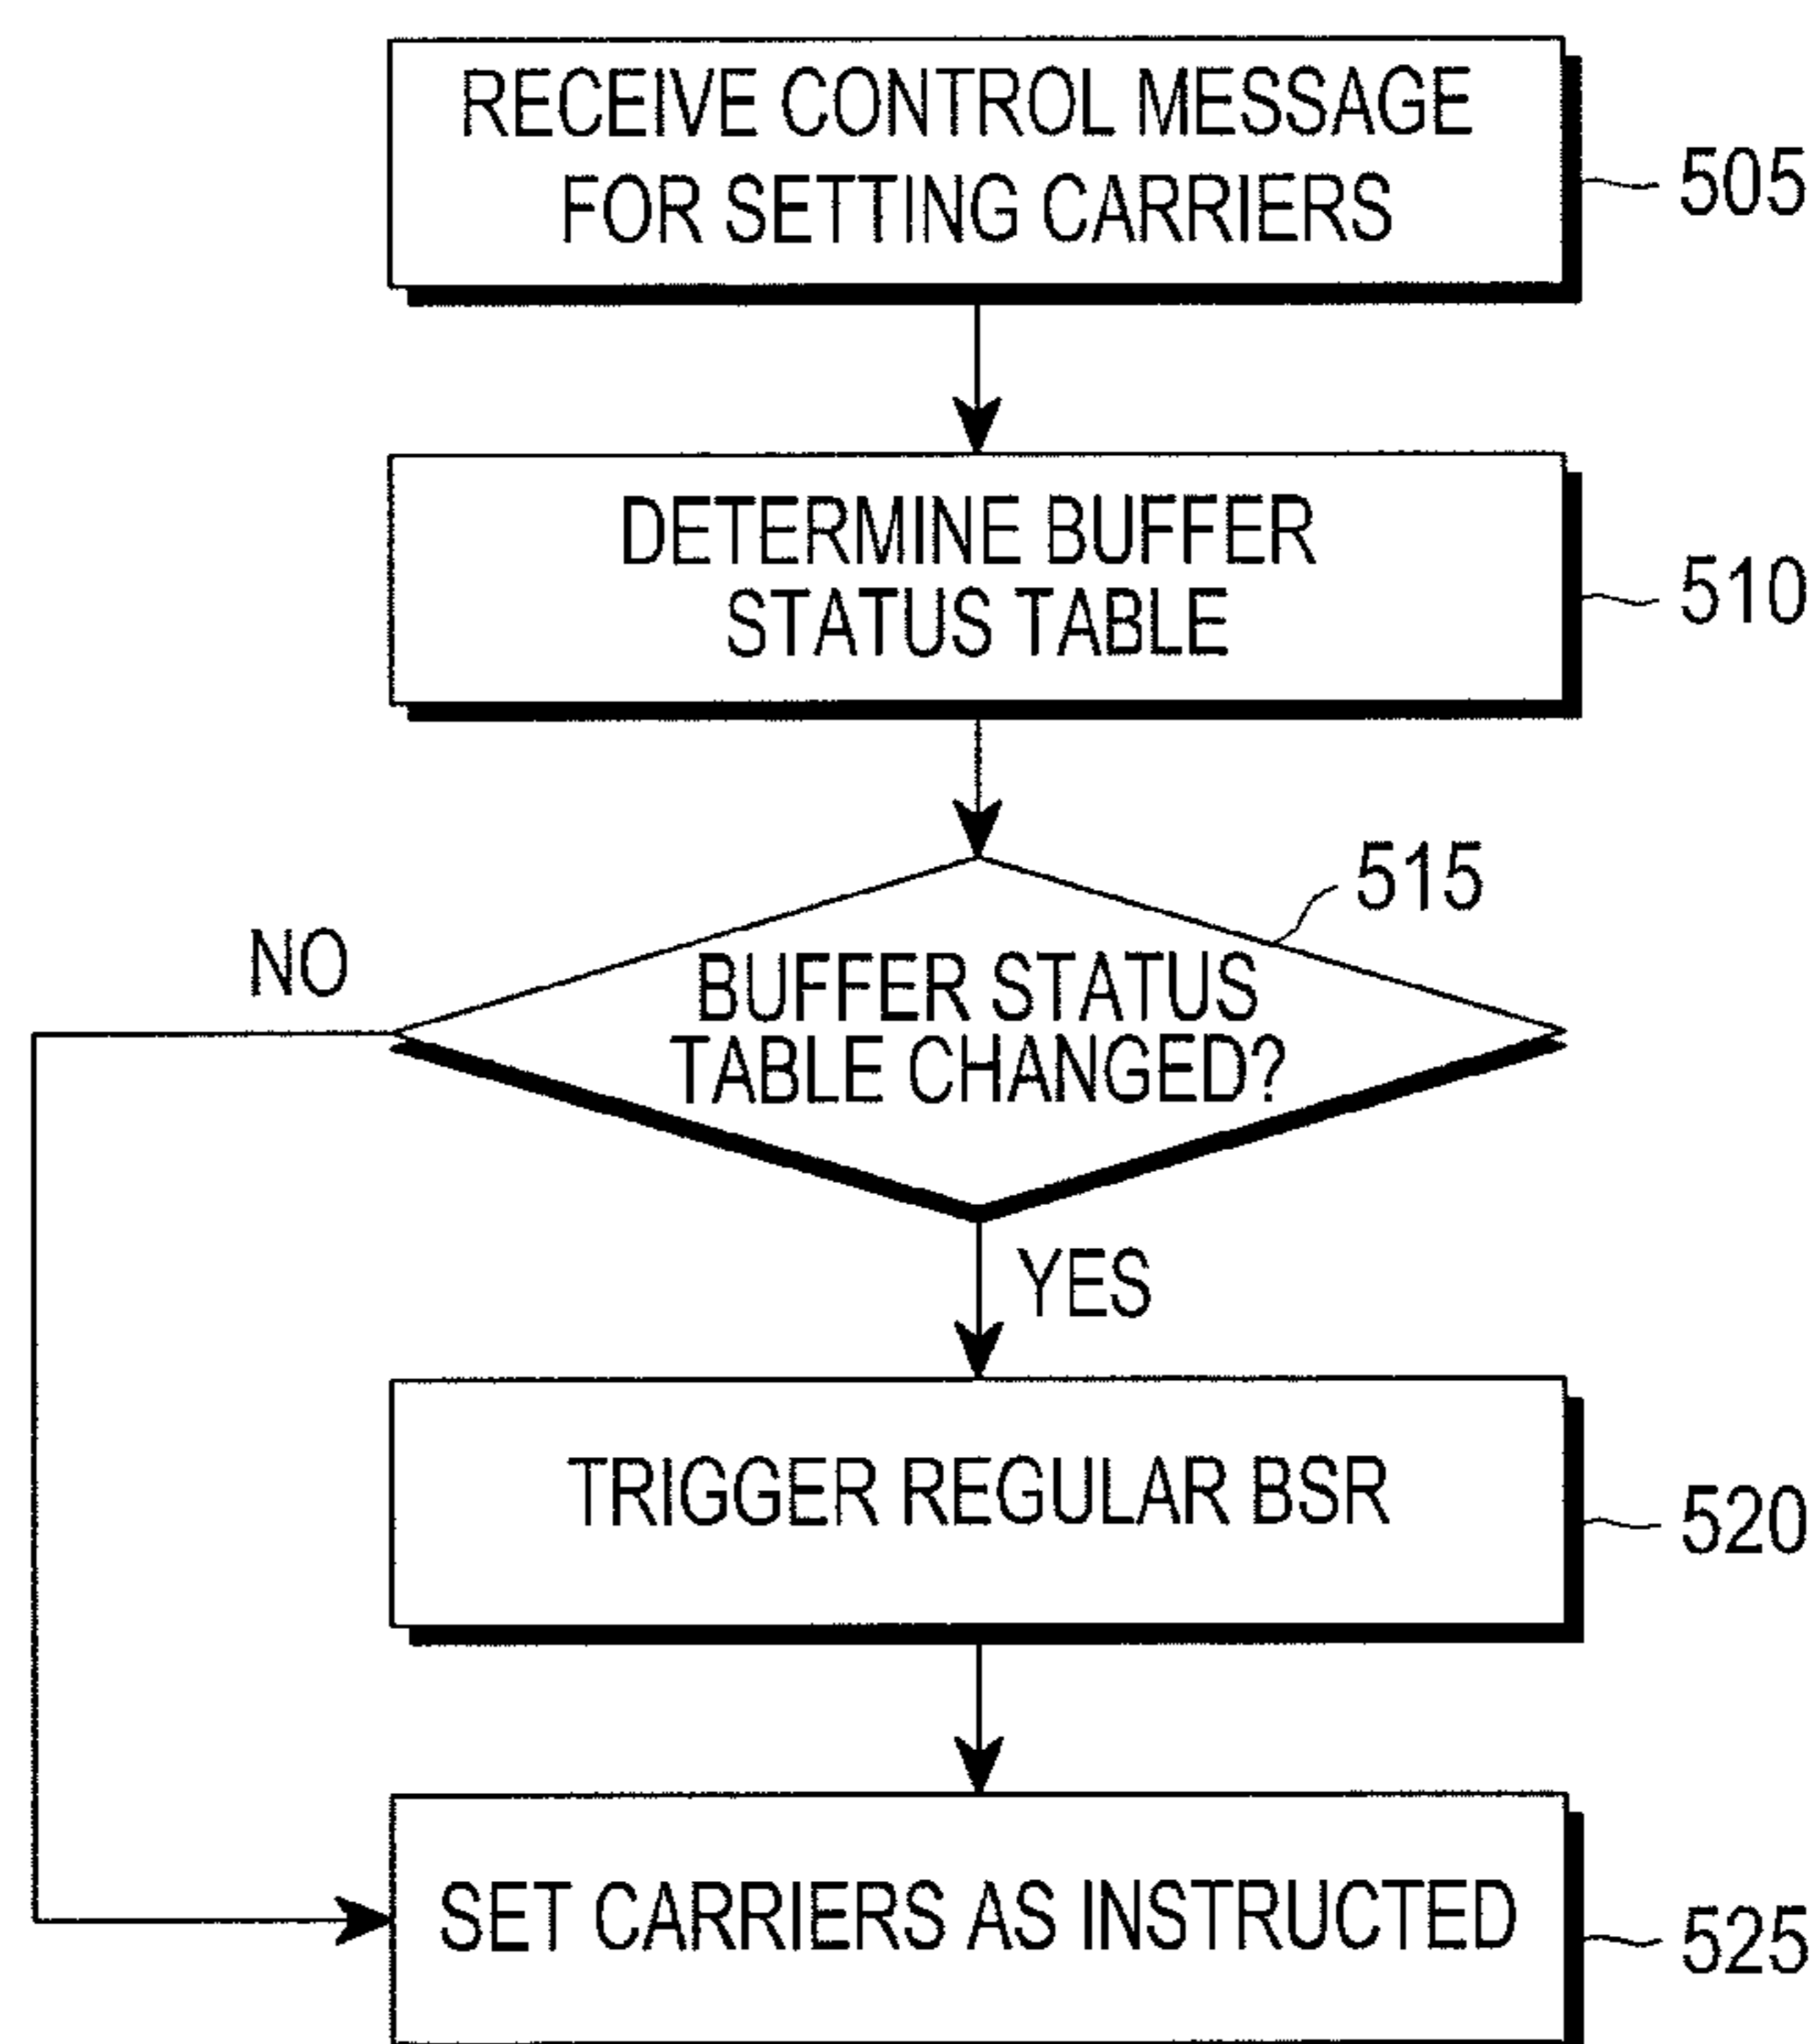 RECEIVE CONTROL MESSAGE
FOR SETTING CARRIERS
505
DETERMINE BUFFER
STATUS TABLE
510
515
NO
BUFFER STATUS
TABLE CHANGED?
YES
TRIGGER REGULAR BSR
520
SET CARRIERS AS INSTRUCTED
525